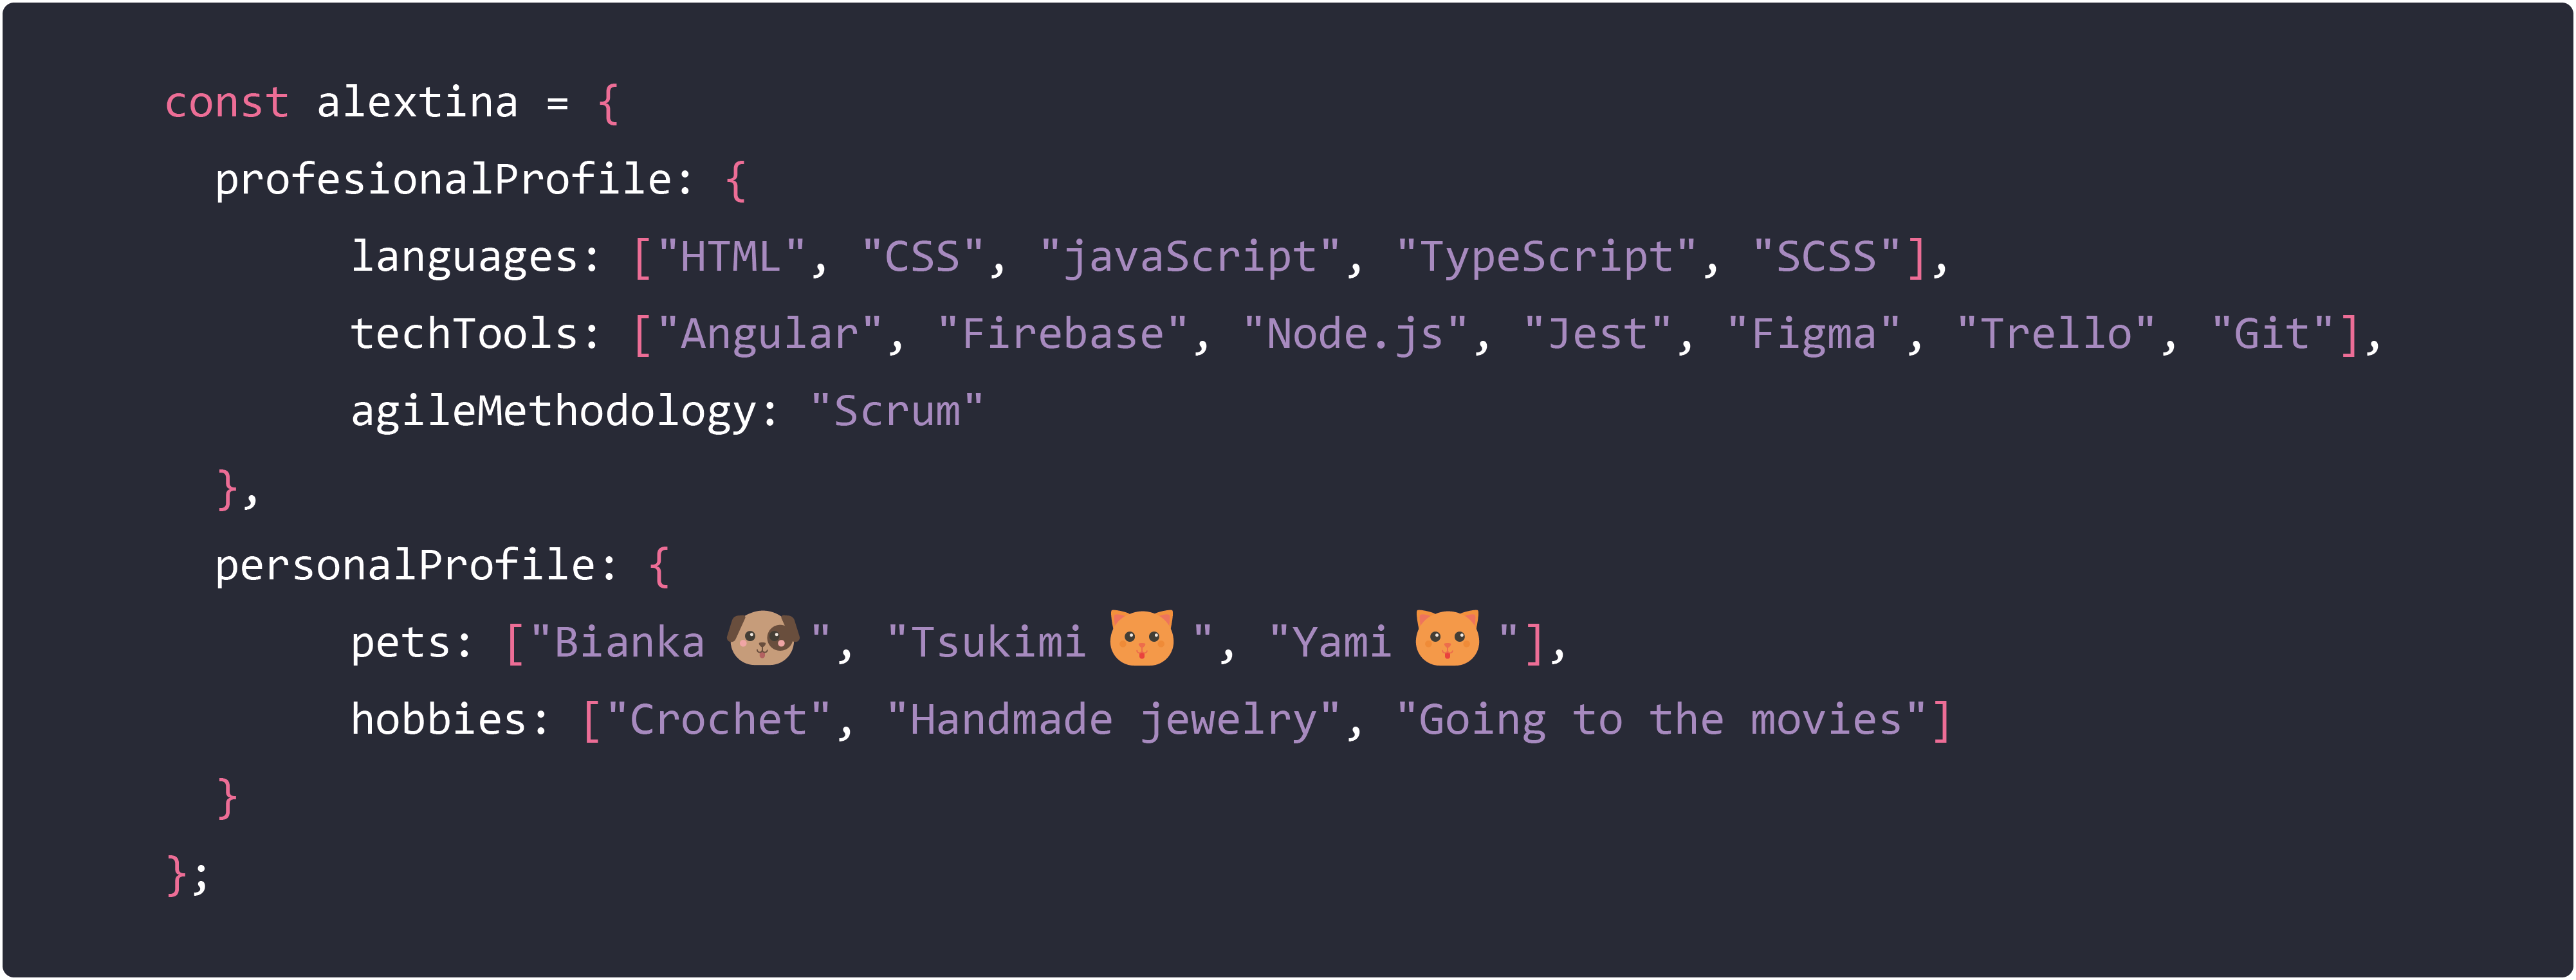 const alextina = {
profesionalProfile: {
languages: ["HTML", "CSS", "javaScript", "TypeScript", "SCSS"],
techTools: ["Angular", "Firebase", "Node.js", "Jest", "Figma", "Trello", "Git"],
agileMethodology: "Scrum"
},
personalProfile: {
pets: ["Bianka 🐶", "Tsukimi 🐱", "Yami 🐱"],
hobbies: ["Crochet", "Handmade jewelry", "Going to the movies"]
}
};